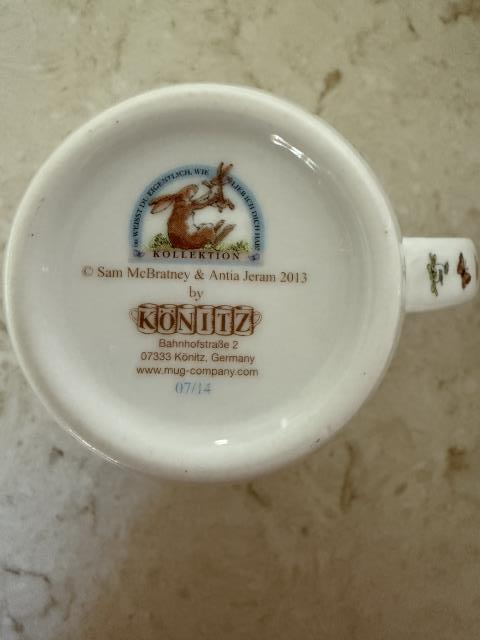 WEISST DU EIGENTLICH, WIE LIEB ICH DICH HAB?
KOLLEKTION
© Sam McBratney & Antia Jeram 2013
by
KÖNITZ
Bahnhofstraße 2
07333 Könitz, Germany
www.mug-company.com
07/14